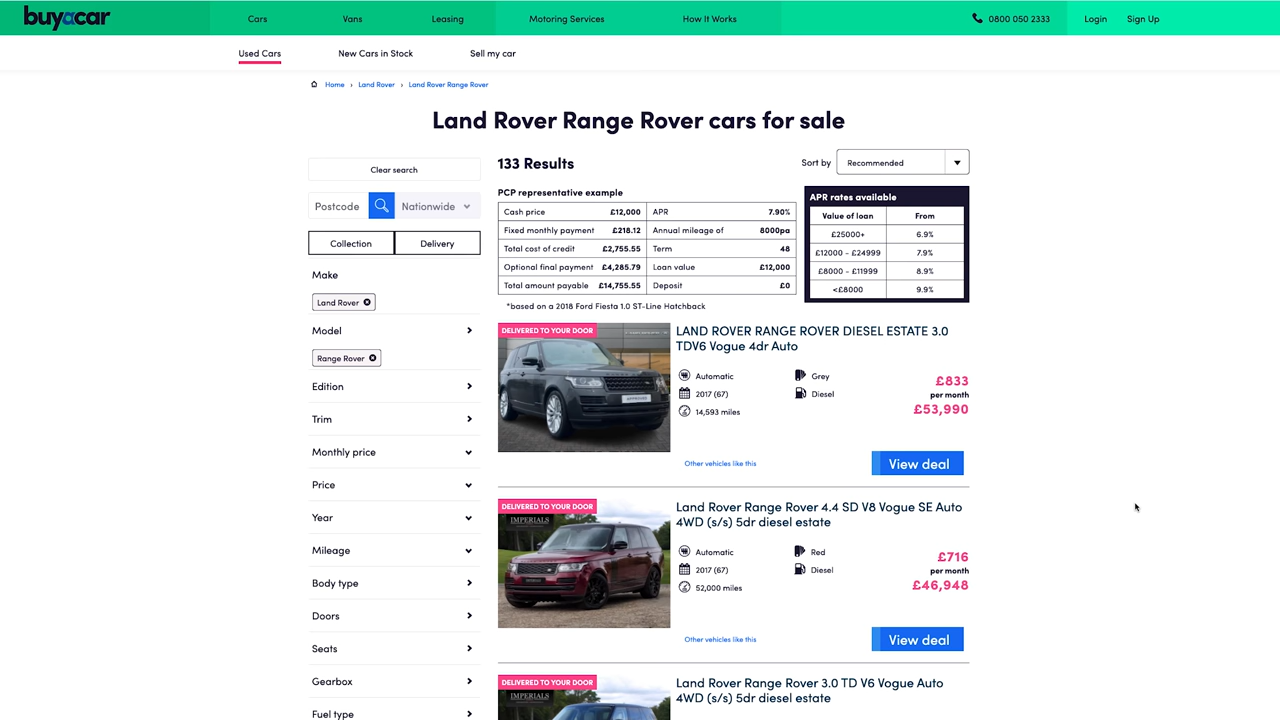 buyacar
Cars
Vans
Leasing
Motoring Services
How It Works
0800 050 2333
Login
Sign Up
Used Cars
New Cars in Stock
Sell my car
Home › Land Rover › Land Rover Range Rover
Land Rover Range Rover cars for sale
Clear search
Postcode
Nationwide
Collection
Delivery
Make
Land Rover
Model
Range Rover
Edition
Trim
Monthly price
Price
Year
Mileage
Body type
Doors
Seats
Gearbox
Fuel type
133 Results
Sort by
Recommended
PCP representative example
Cash price £12,000 APR 7.90%
Fixed monthly payment £218.12 Annual mileage of 8000pa
Total cost of credit £2,755.55 Term 48
Optional final payment £4,285.79 Loan value £12,000
Total amount payable £14,755.55 Deposit £0
*based on a 2018 Ford Fiesta 1.0 ST-Line Hatchback
APR rates available
Value of loan From
£25000+ 6.9%
£12000 - £24999 7.9%
£8000 - £11999 8.9%
<£8000 9.9%
DELIVERED TO YOUR DOOR
APPROVED
LAND ROVER RANGE ROVER DIESEL ESTATE 3.0
TDV6 Vogue 4dr Auto
Automatic
Grey
2017 (67)
Diesel
14,593 miles
£833
per month
£53,990
Other vehicles like this
View deal
DELIVERED TO YOUR DOOR
IMPERIALS
Land Rover Range Rover 4.4 SD V8 Vogue SE Auto
4WD (s/s) 5dr diesel estate
Automatic
Red
2017 (67)
Diesel
52,000 miles
£716
per month
£46,948
Other vehicles like this
View deal
DELIVERED TO YOUR DOOR
IMPERIALS
Land Rover Range Rover 3.0 TD V6 Vogue Auto
4WD (s/s) 5dr diesel estate